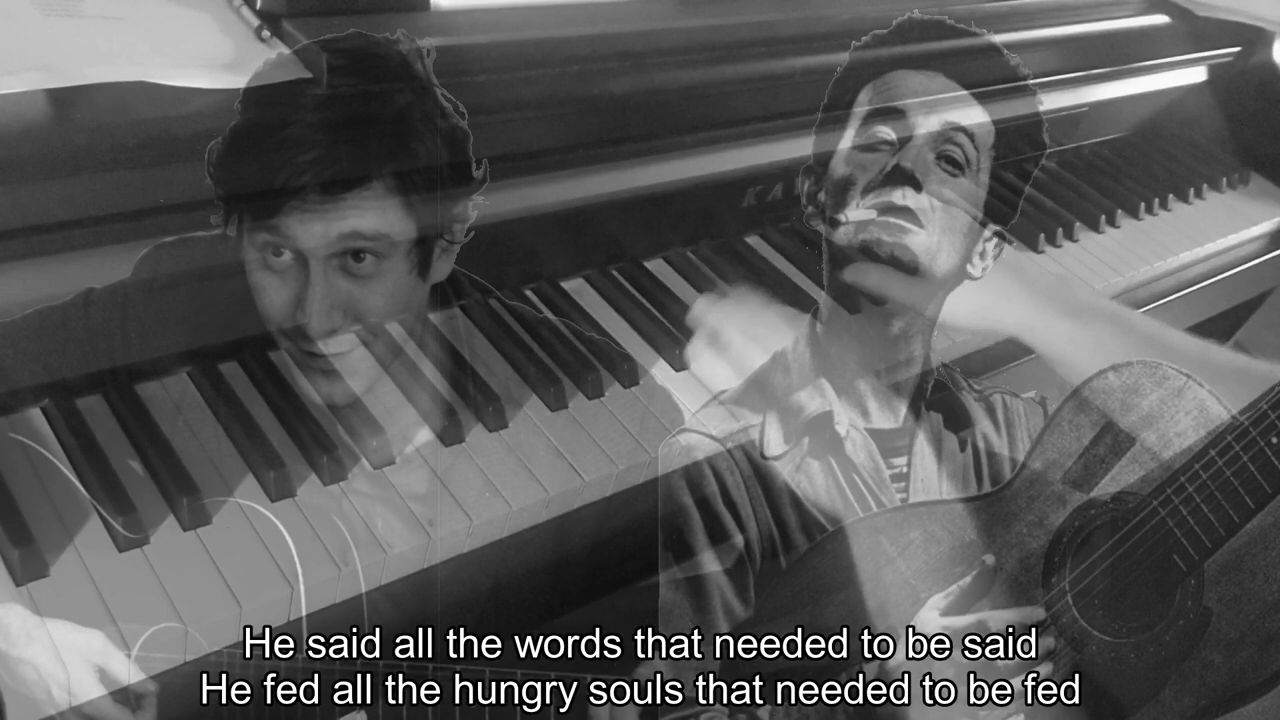 KAW
He said all the words that needed to be said
He fed all the hungry souls that needed to be fed